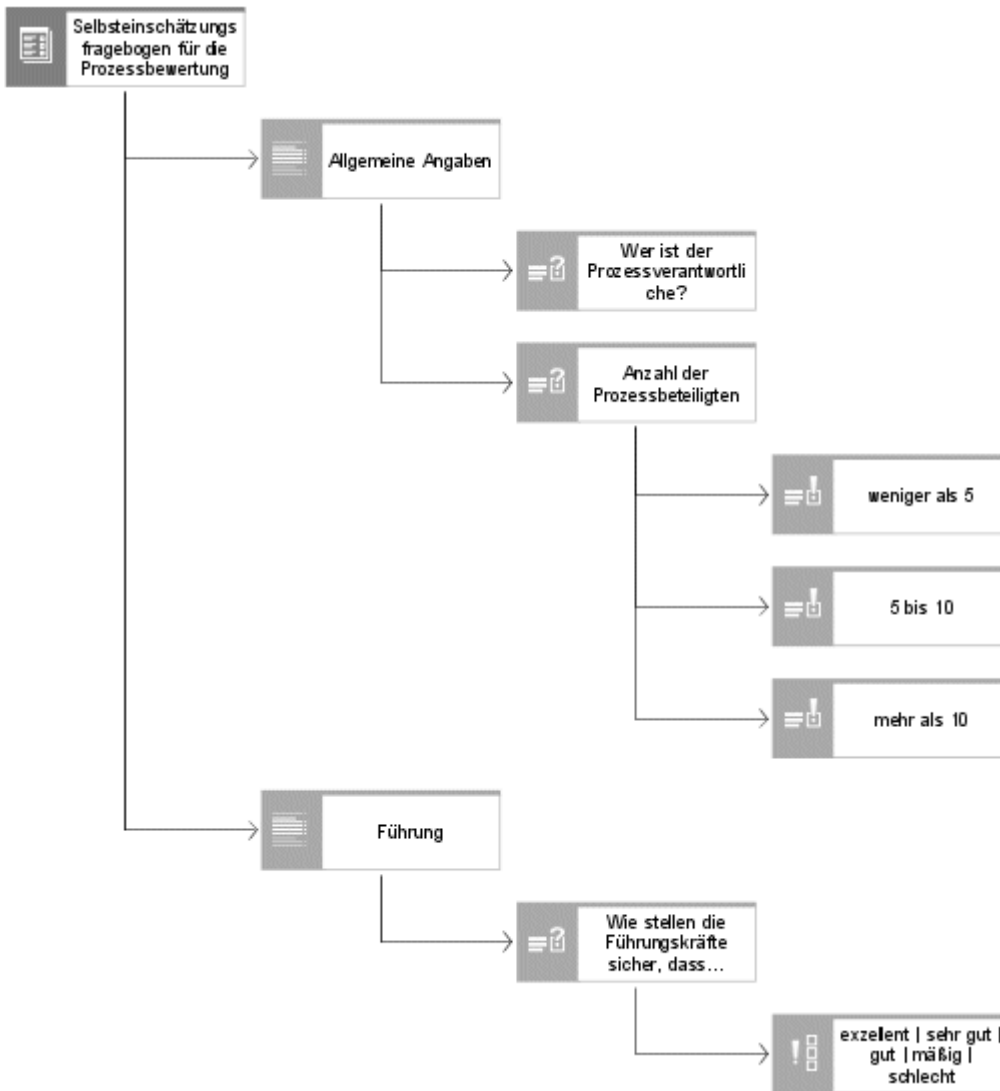 Selbsteinschätzungs
fragebogen für die
Prozessbewertung
Allgemeine Angaben
Wer ist der
Prozessverantwortli
che?
Anzahl der
Prozessbeteiligten
weniger als 5
5 bis 10
mehr als 10
Führung
Wie stellen die
Führungskräfte
sicher, dass...
exzellent | sehr gut |
gut | mäßig |
schlecht